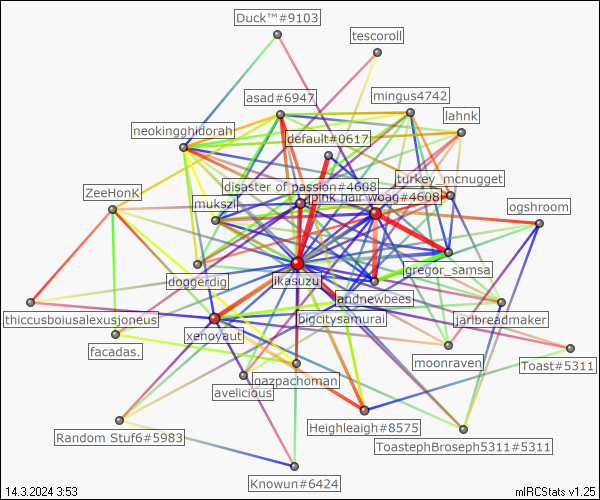 Duck™#9103
tescoroll
asad#6947
mingus4742
lahnk
neokingghidorah
default#0617
turkey_mcnugget
disaster of passion#4608
pink hair woag#4608
ZeeHonK
mukszi
ogshroom
gregor_samsa
doggerdig
ikasuzu
andnewbees
thiccusboiusalexusjoneus
bigcitysamurai
jarlbreadmaker
xenoyaut
facadas.
moonraven
Toast#5311
gazpachoman
avelicious
Heighleaigh#8575
Random Stuf6#5983
ToastephBroseph5311#5311
Knowun#6424
14.3.2024 3:53
mIRCStats v1.25